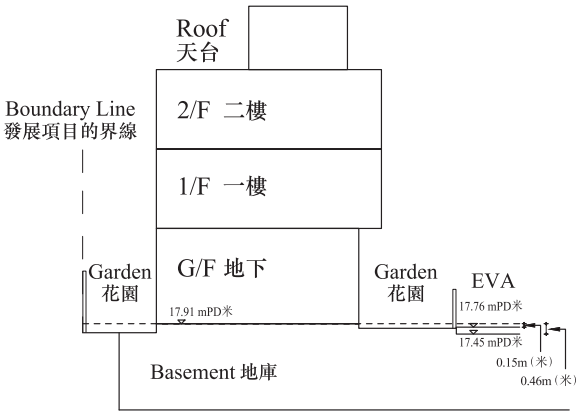 Roof
天台
Boundary Line
發展項目的界線
2/F 二樓
1/F 一樓
G/F 地下
Garden
花園
Garden
花園
EVA
17.91 mPD米
17.76 mPD米
17.45 mPD米
0.15m (米)
0.46m (米)
Basement 地庫